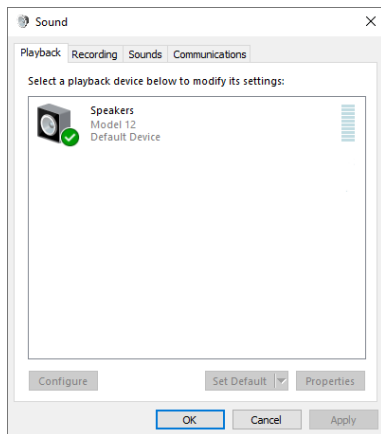 Sound
Playback Recording Sounds Communications
Select a playback device below to modify its settings:
Speakers
Model 12
Default Device
Configure Set Default Properties
OK Cancel Apply